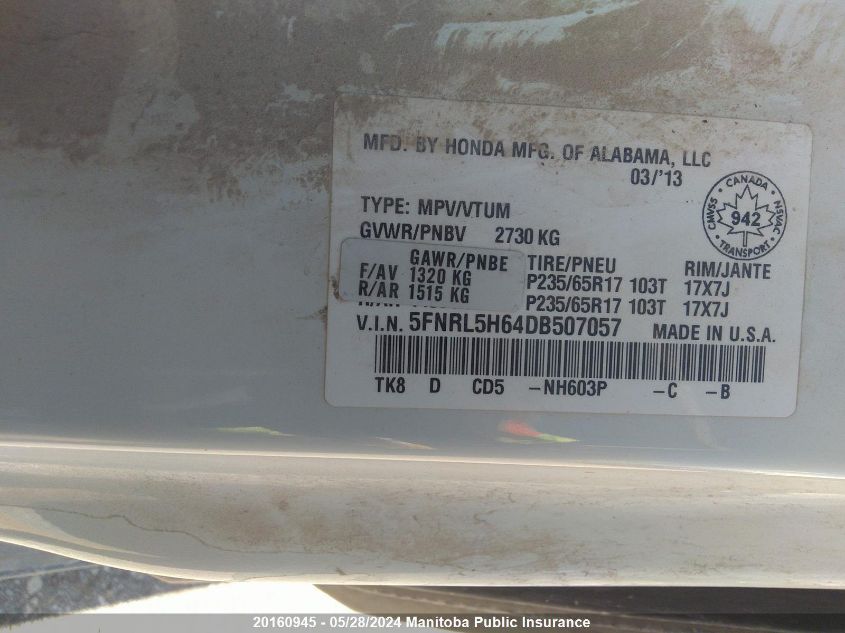 MFD. BY HONDA MFG. OF ALABAMA, LLC
03/'13
TYPE: MPV/VTUM
GVWR/PNBV 2730 KG
CANADA
CMVSS
NSVAC
942
TRANSPORT
GAWR/PNBE TIRE/PNEU RIM/JANTE
F/AV 1320 KG P235/65R17 103T 17X7J
R/AR 1515 KG P235/65R17 103T 17X7J
V.I.N. 5FNRL5H64DB507057 MADE IN U.S.A.
TK8 D CD5 -NH603P -C -B
20160945 - 05/28/2024 Manitoba Public Insurance